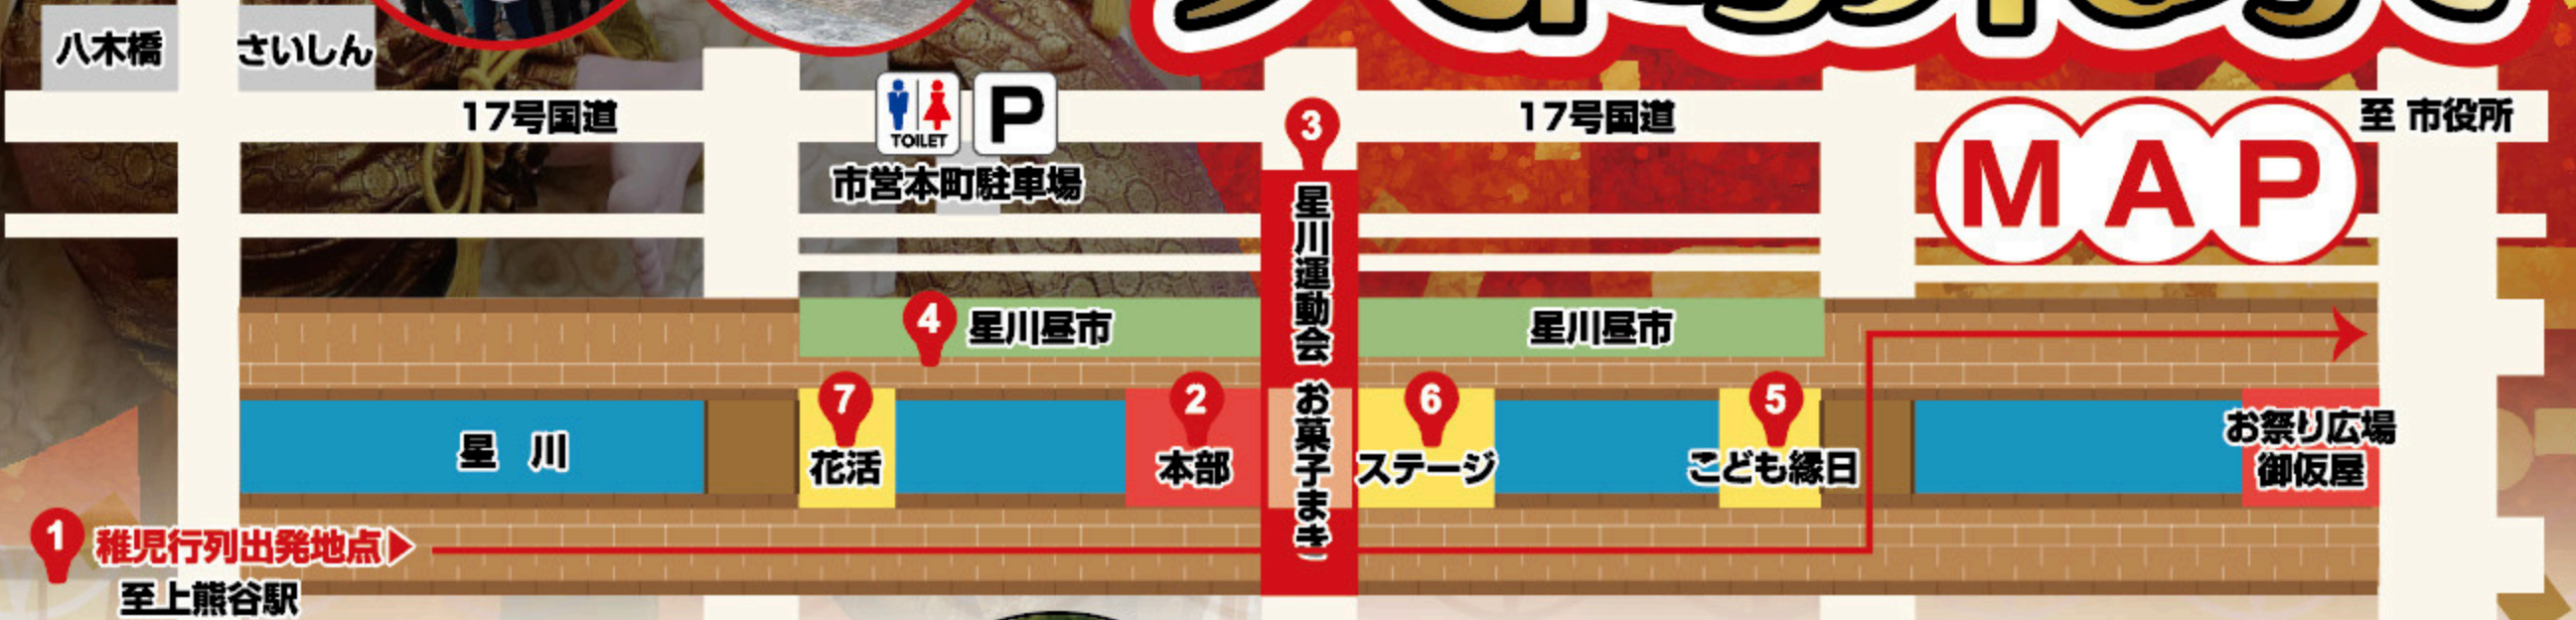 八木橋
さいしん
17号国道
TOILET
P
市営本町駐車場
3
17号国道
MAP
至 市役所
星川運動会 お菓子まき
4
星川昼市
星川昼市
星川
7
花活
2
本部
6
ステージ
5
こども縁日
お祭り広場
御仮屋
1
稚児行列出発地点
至上熊谷駅